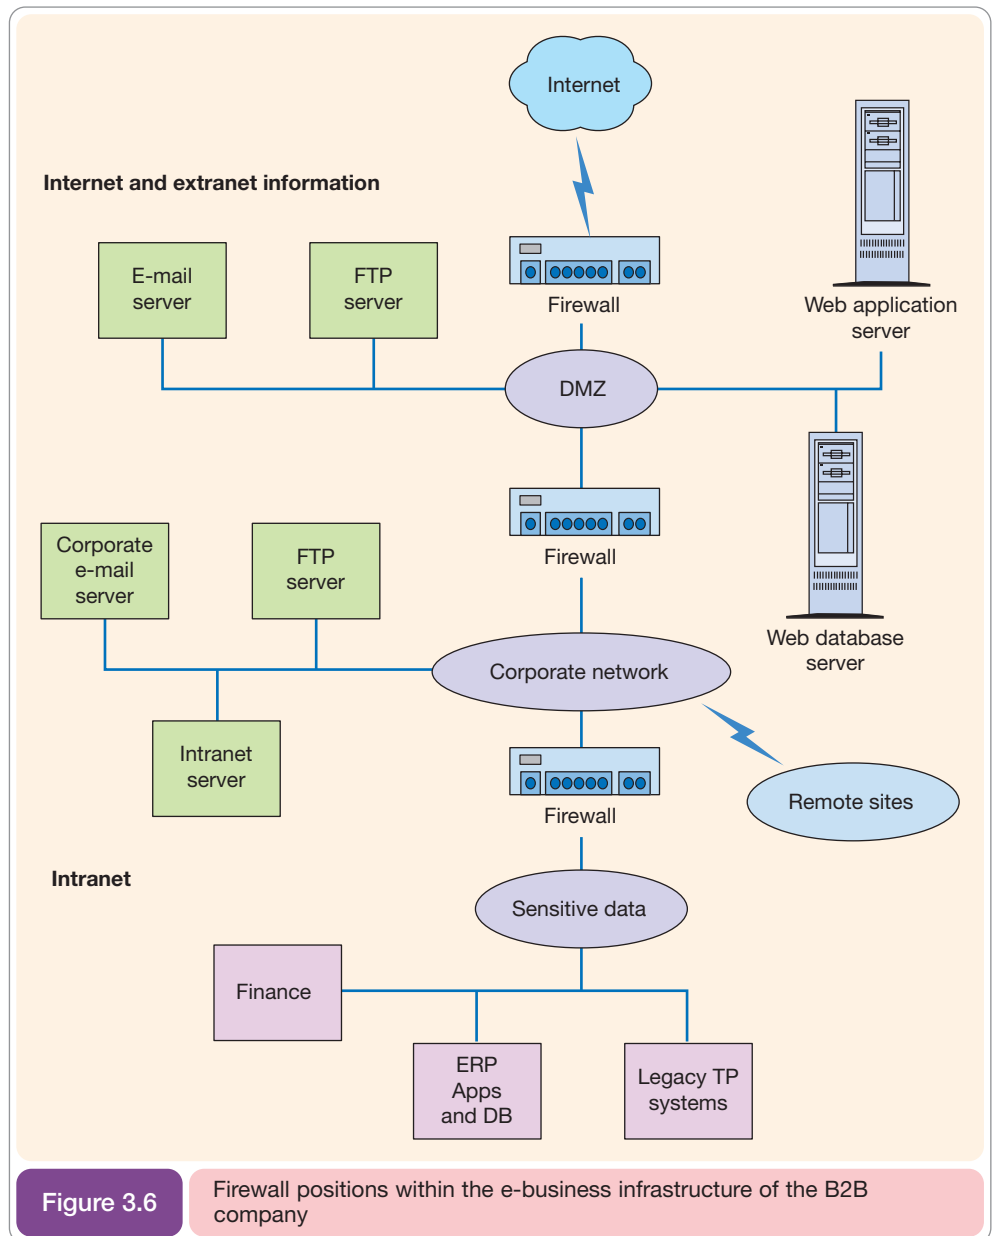 Internet
Internet and extranet information
E-mail
server
FTP
server
Firewall
Web application
server
DMZ
Firewall
Web database
server
Corporate
e-mail
server
FTP
server
Corporate network
Intranet
server
Firewall
Remote sites
Intranet
Sensitive data
Finance
ERP
Apps
and DB
Legacy TP
systems
Figure 3.6
Firewall positions within the e-business infrastructure of the B2B
company